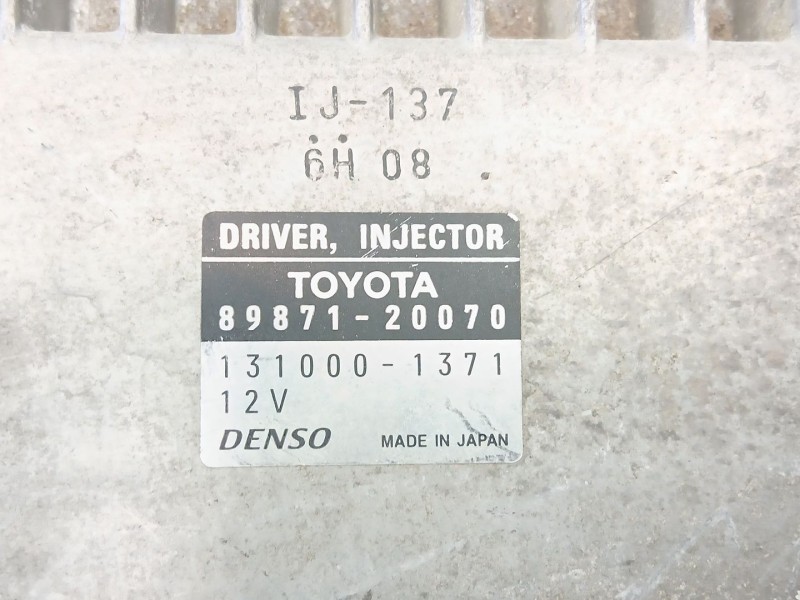 IJ-137
6H 08 .
DRIVER, INJECTOR
TOYOTA
89871-20070
131000-1371
12V
DENSO MADE IN JAPAN